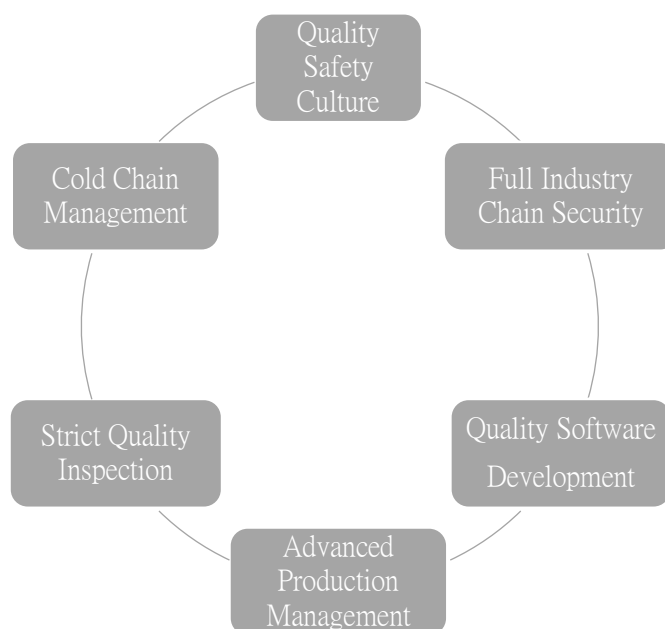 Quality
Safety
Culture
Full Industry
Chain Security
Quality Software
Development
Advanced
Production
Management
Strict Quality
Inspection
Cold Chain
Management